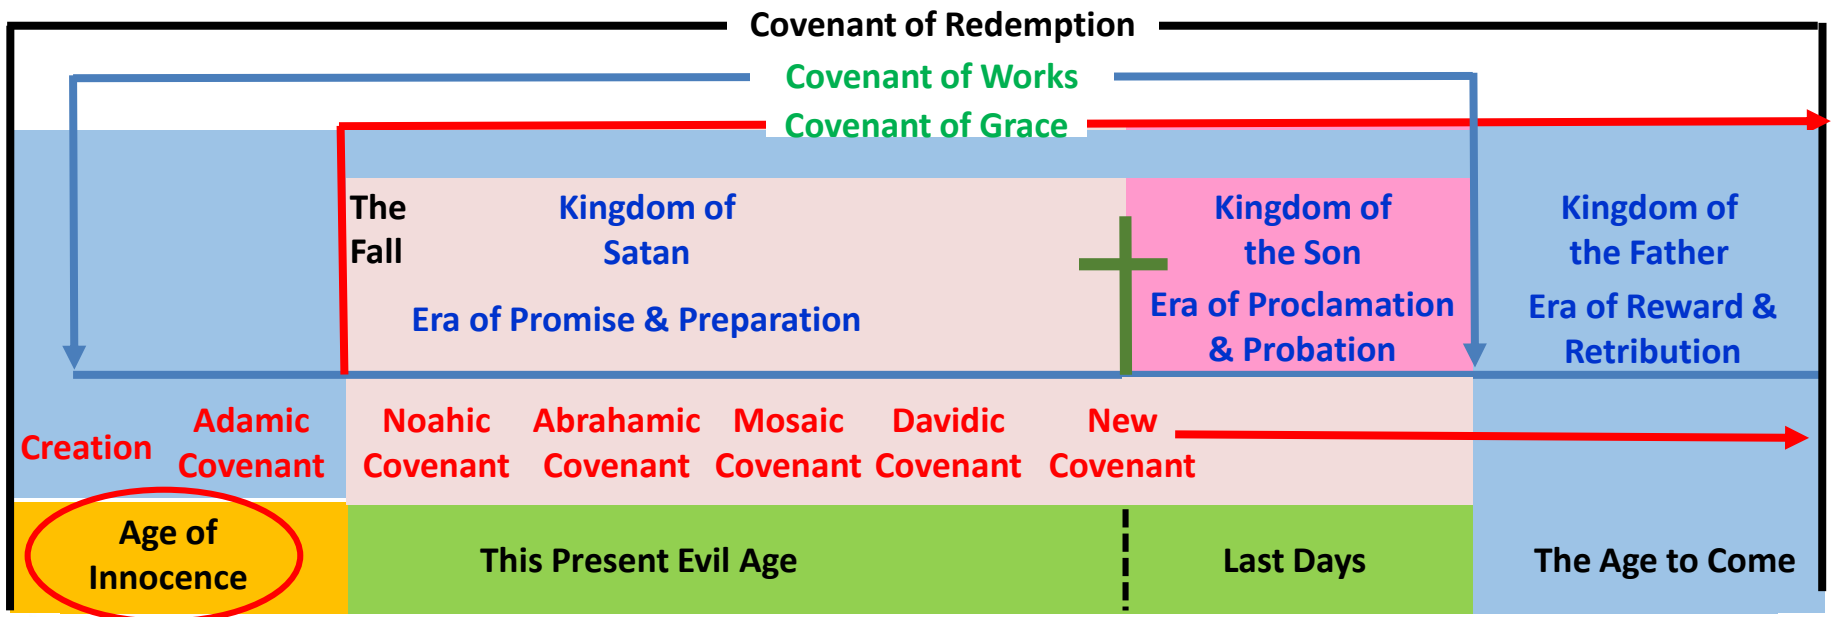 Covenant of Redemption
Covenant of Works
Covenant of Grace
The
Fall
Kingdom of
Satan
Era of Promise & Preparation
Kingdom of
the Son
Era of Proclamation
& Probation
Kingdom of
the Father
Era of Reward &
Retribution
Creation
Adamic
Covenant
Noahic
Covenant
Abrahamic
Covenant
Mosaic
Covenant
Davidic
Covenant
New
Covenant
Age of
Innocence
This Present Evil Age
Last Days
The Age to Come